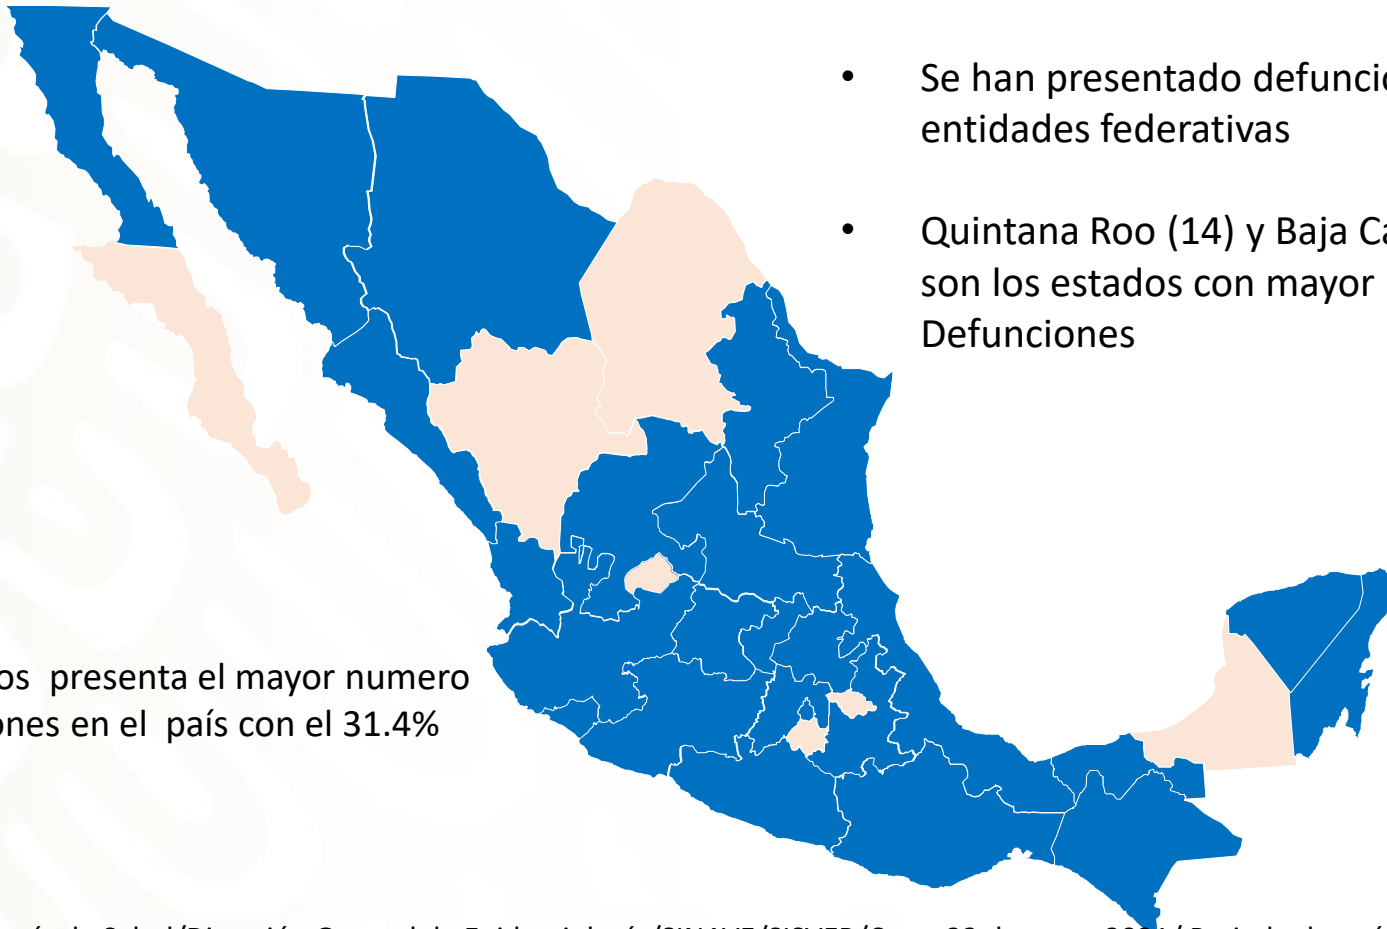 • Se han presentado defuncio
entidades federativas
• Quintana Roo (14) y Baja Ca
son los estados con mayor
Defunciones
os presenta el mayor numero
ones en el país con el 31.4%